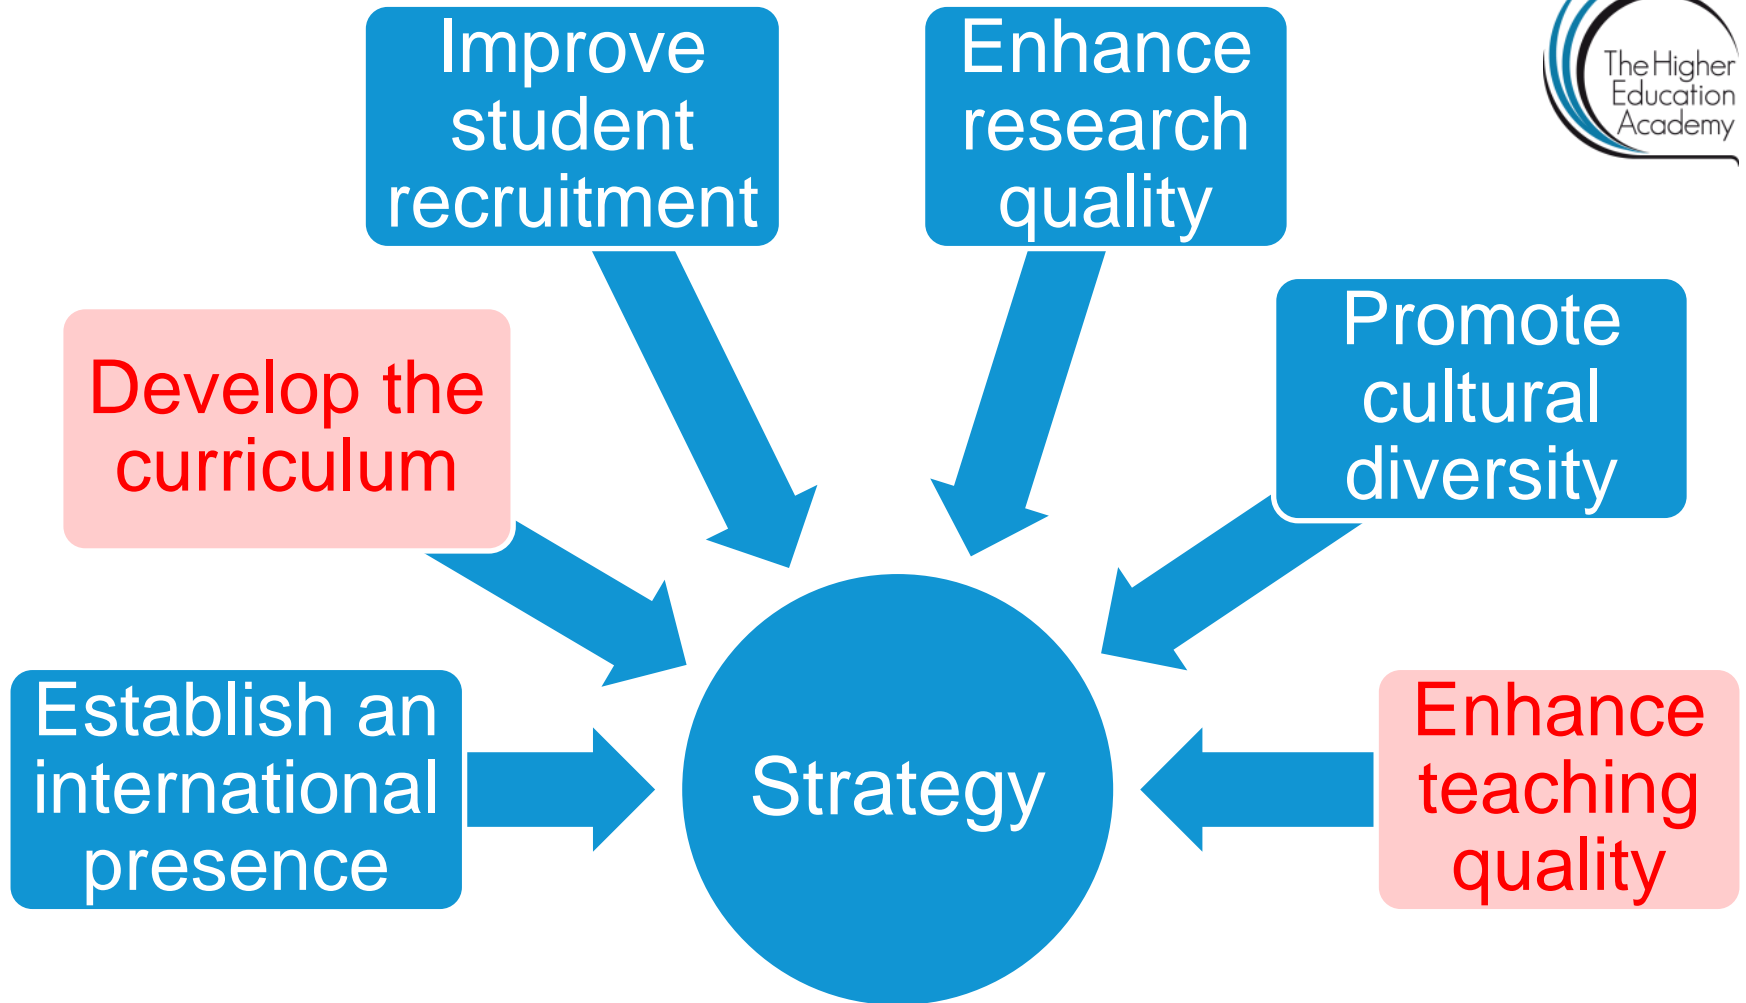 Improve
student
recruitment
Enhance
research
quality
The Higher
Education
Academy
Develop the
curriculum
Promote
cultural
diversity
Establish an
international
presence
Strategy
Enhance
teaching
quality